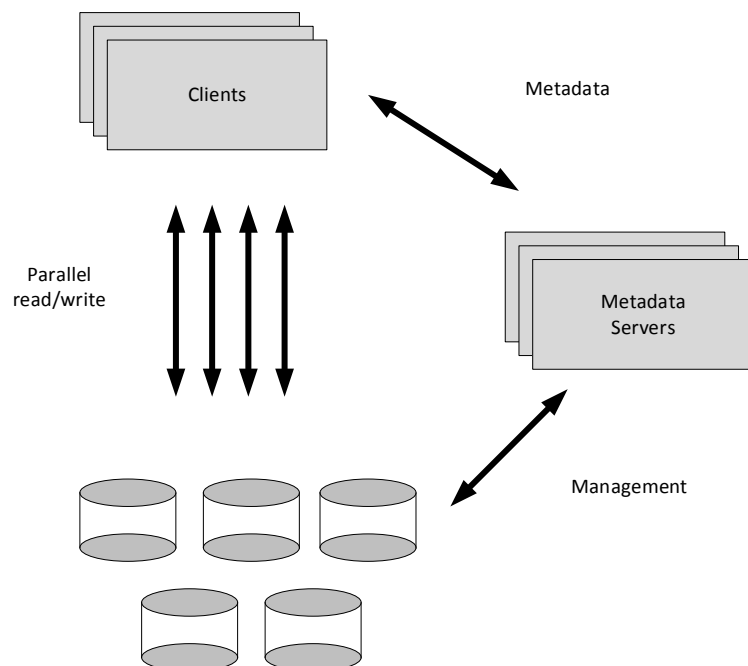 Clients
Metadata
Parallel
read/write
Metadata
Servers
Management